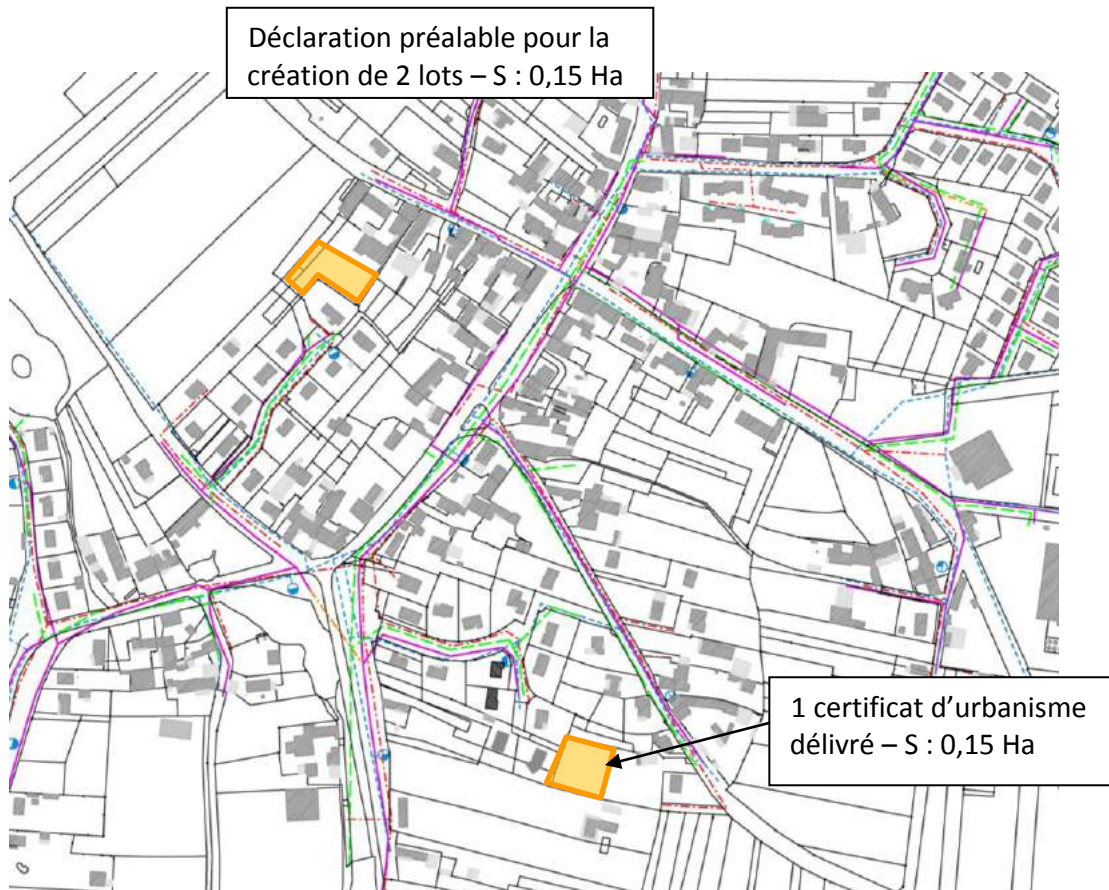 Déclaration préalable pour la
création de 2 lots – S : 0,15 Ha
1 certificat d’urbanisme
délivré – S : 0,15 Ha